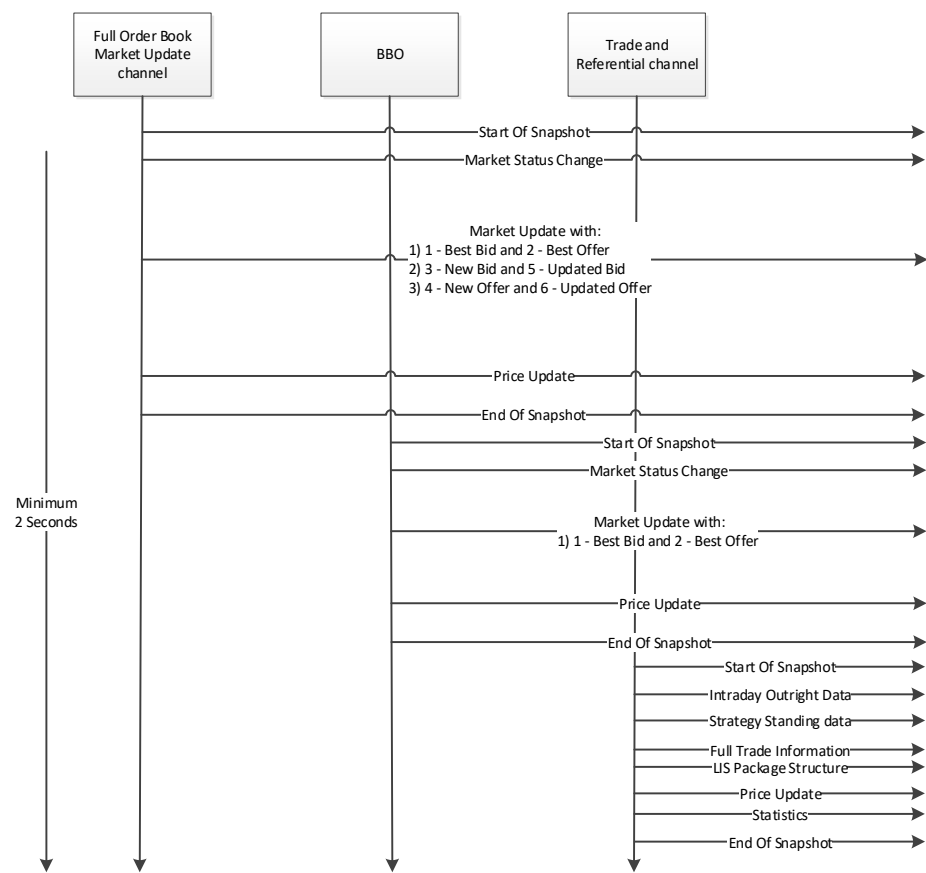 Full Order Book
Market Update
channel
BBO
Trade and
Referential channel
Start Of Snapshot
Market Status Change
Market Update with:
1) 1 - Best Bid and 2 - Best Offer
2) 3 - New Bid and 5 - Updated Bid
3) 4 - New Offer and 6 - Updated Offer
Price Update
End Of Snapshot
Start Of Snapshot
Market Status Change
Minimum
2 Seconds
Market Update with:
1) 1 - Best Bid and 2 - Best Offer
Price Update
End Of Snapshot
Start Of Snapshot
Intraday Outright Data
Strategy Standing data
Full Trade Information
LIS Package Structure
Price Update
Statistics
End Of Snapshot